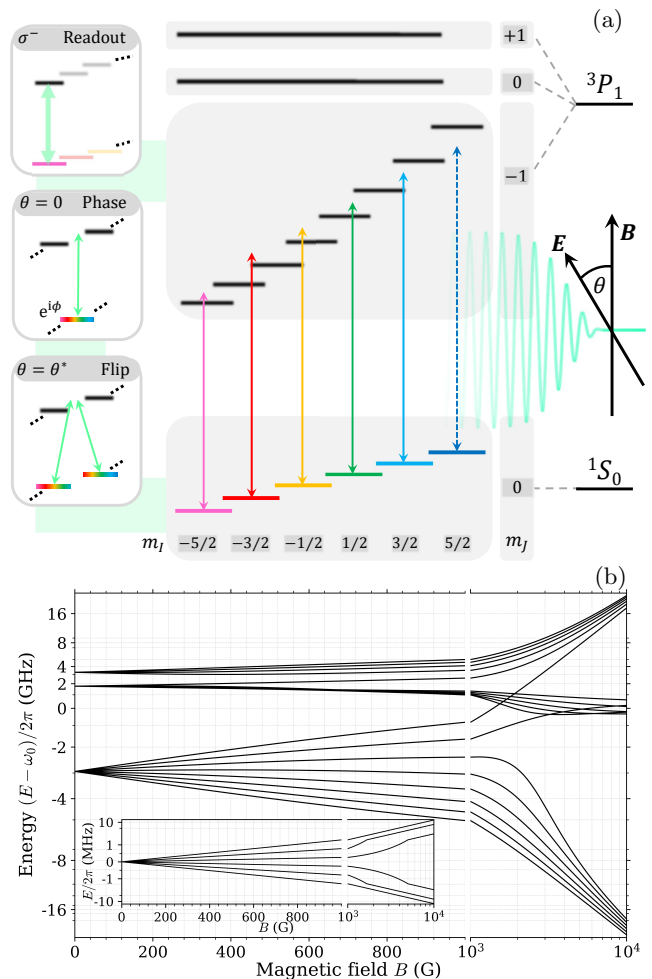 (a)
σ⁻ Readout
+1
0
³P₁
−1
θ = 0 Phase
e^{iϕ}
E
B
θ
θ = θ* Flip
¹S₀
0
m_I −5/2 −3/2 −1/2 1/2 3/2 5/2 m_J
(b)
Energy (E − ω₀)/2π (GHz)
16
8
4
2
0
-2
-4
-8
-16
E/2π (MHz)
10
1
0
-1
-10
0 200 400 600 800 10³ 10⁴
B (G)
0 200 400 600 800 10³ 10⁴
Magnetic field B (G)